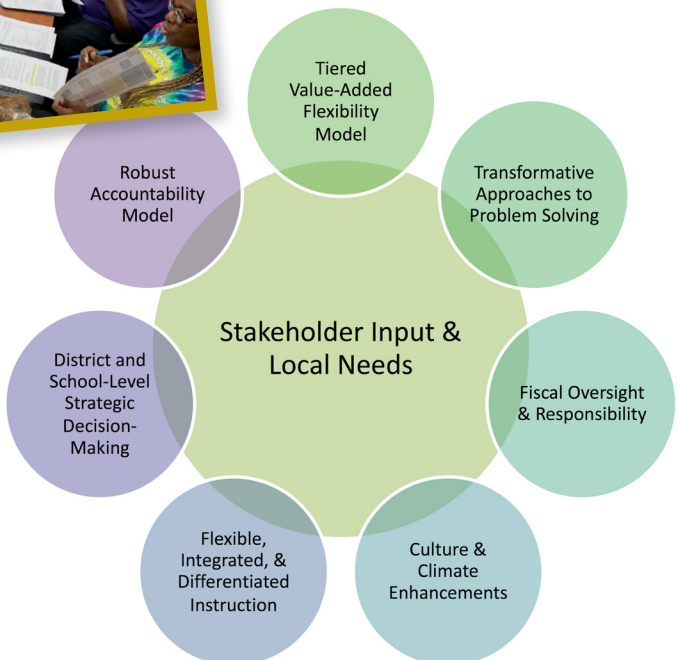 Tiered
Value-Added
Flexibility
Model
Transformative
Approaches to
Problem Solving
Fiscal Oversight
& Responsibility
Culture &
Climate
Enhancements
Flexible,
Integrated, &
Differentiated
Instruction
District and
School-Level
Strategic
Decision-
Making
Robust
Accountability
Model
Stakeholder Input &
Local Needs